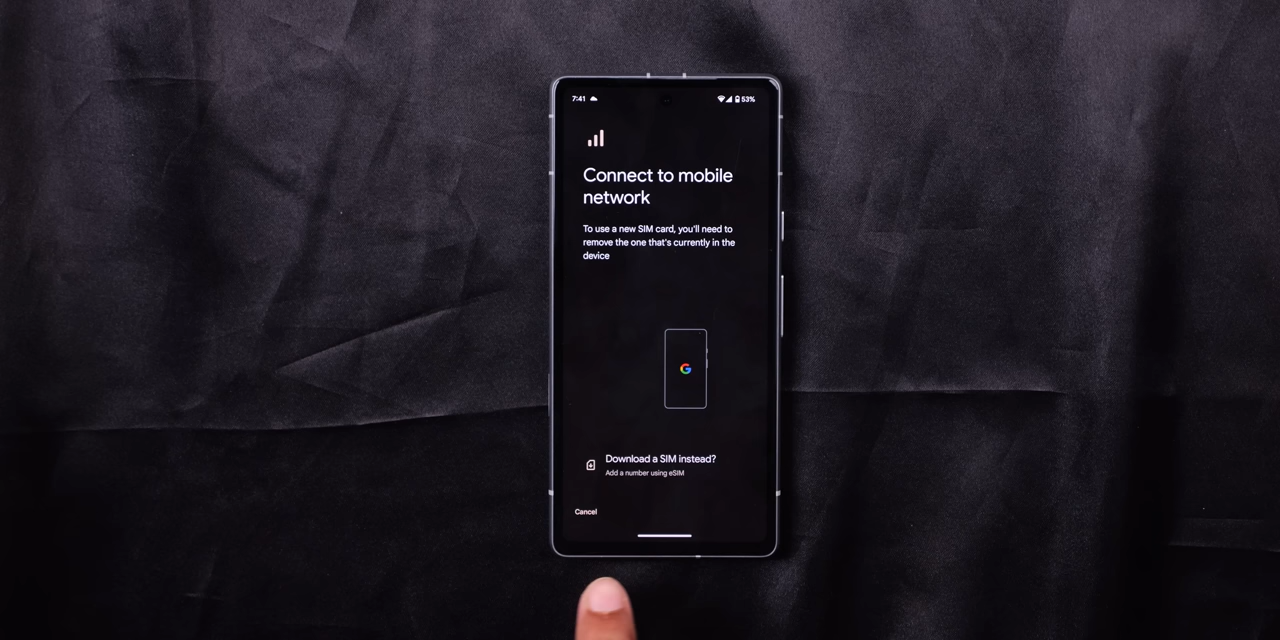 7:41 53%
Connect to mobile
network
To use a new SIM card, you'll need to
remove the one that's currently in the
device
G
Download a SIM instead?
Add a number using eSIM
Cancel